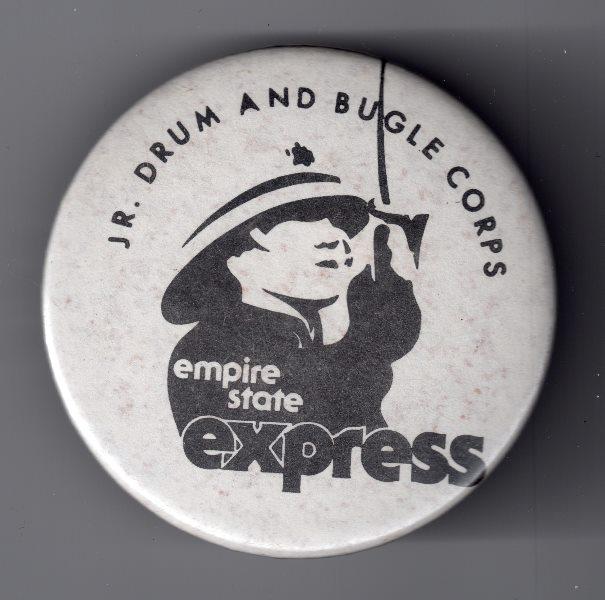 JR. DRUM AND BUGLE CORPS
empire
state
express